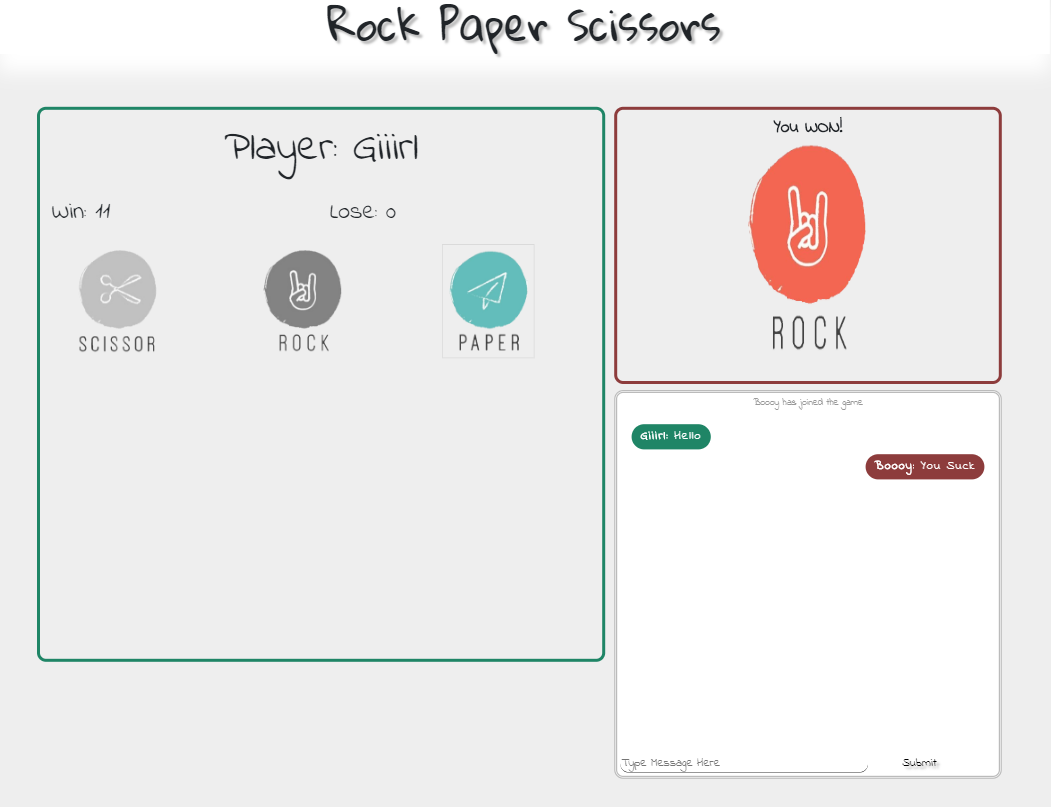 Rock Paper Scissors
Player: Giiirl
Win: 11 Lose: 0
SCISSOR ROCK PAPER
You WON!
ROCK
Boooy has joined the game
Giiirl: Hello
Boooy: You Suck
Type Message Here Submit